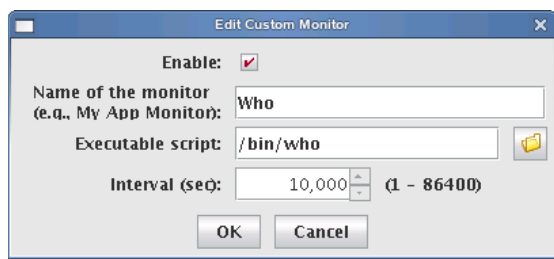 Edit Custom Monitor
Enable:
Name of the monitor
(e.g., My App Monitor):
Who
Executable script:
/bin/who
Interval (sec):
10,000
(1 - 86400)
OK
Cancel